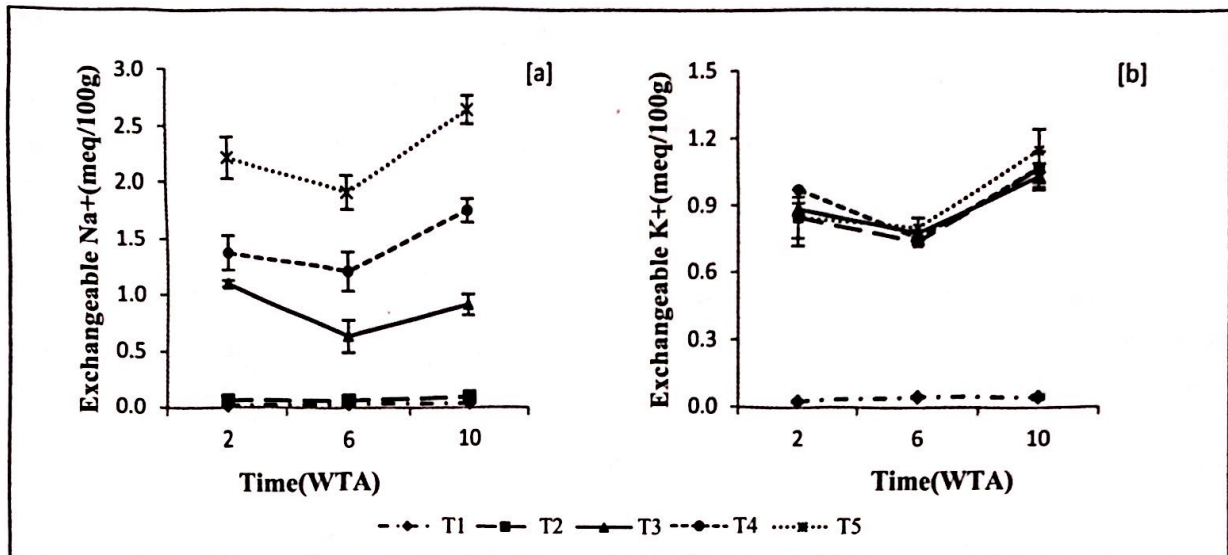 [a]
Exchangeable Na+(meq/100g)
3.0
2.5
2.0
1.5
1.0
0.5
0.0
2 6 10
Time(WTA)
[b]
Exchangeable K+(meq/100g)
1.5
1.2
0.9
0.6
0.3
0.0
2 6 10
Time(WTA)
T1 T2 T3 T4 T5